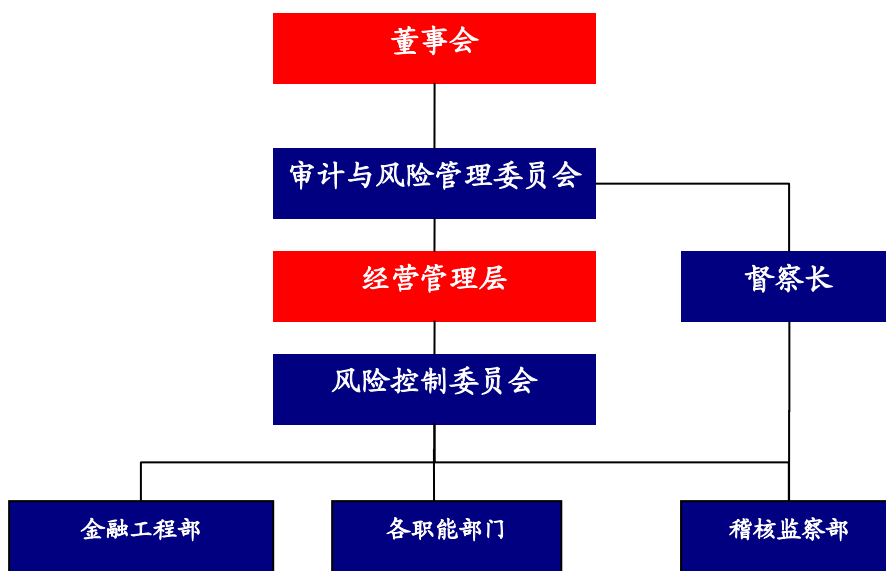 董事会
审计与风险管理委员会
经营管理层
督察长
风险控制委员会
金融工程部
各职能部门
稽核监察部